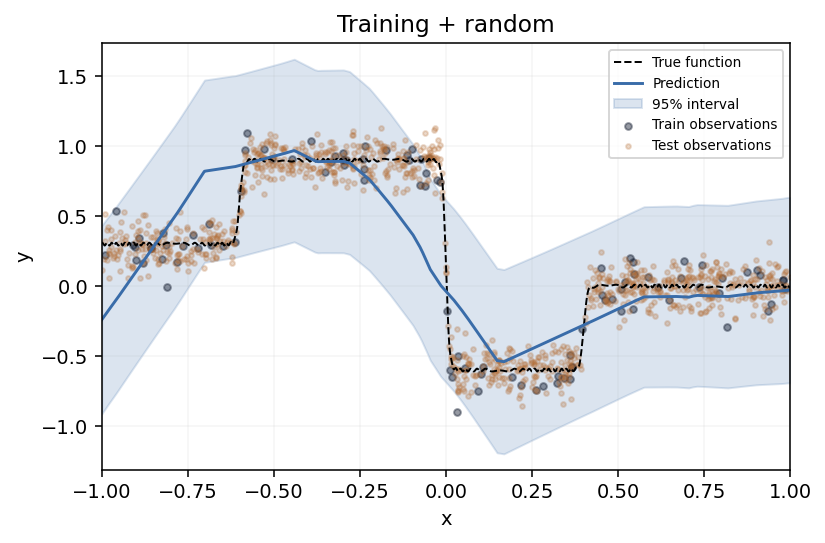 Training + random
1.5
1.0
0.5
0.0
−0.5
−1.0
y
−1.00 −0.75 −0.50 −0.25 0.00 0.25 0.50 0.75 1.00
x
True function
Prediction
95% interval
Train observations
Test observations